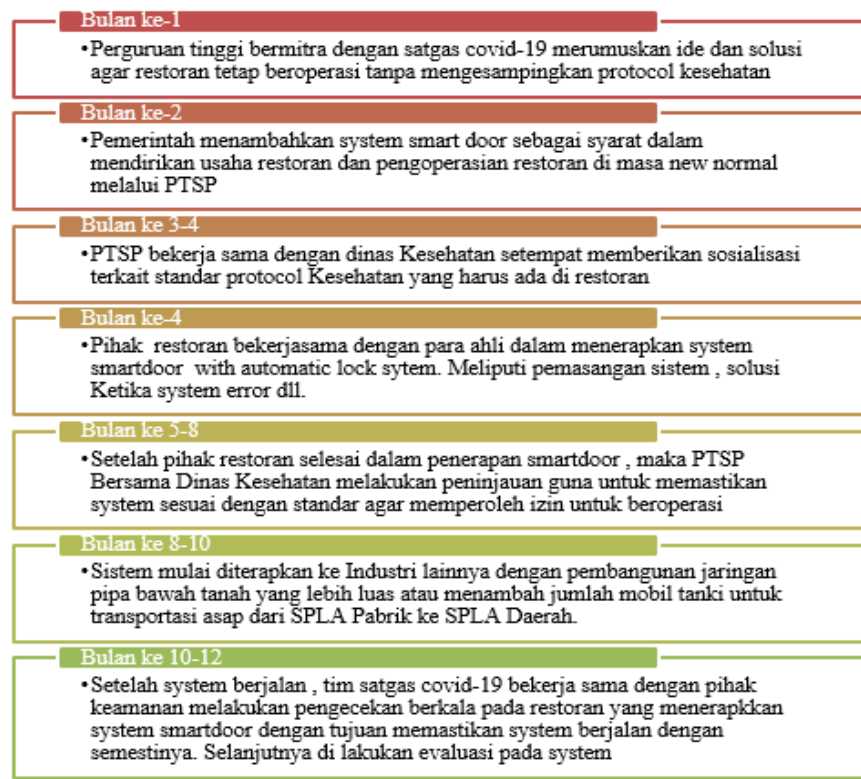 Bulan ke-1
•Perguruan tinggi bermitra dengan satgas covid-19 merumuskan ide dan solusi
agar restoran tetap beroperasi tanpa mengesampingkan protocol kesehatan
Bulan ke-2
•Pemerintah menambahkan system smart door sebagai syarat dalam
mendirikan usaha restoran dan pengoperasian restoran di masa new normal
melalui PTSP
Bulan ke 3-4
•PTSP bekerja sama dengan dinas Kesehatan setempat memberikan sosialisasi
terkait standar protocol Kesehatan yang harus ada di restoran
Bulan ke-4
•Pihak restoran bekerjasama dengan para ahli dalam menerapkan system
smartdoor with automatic lock sytem. Meliputi pemasangan sistem , solusi
Ketika system error dll.
Bulan ke 5-8
•Setelah pihak restoran selesai dalam penerapan smartdoor , maka PTSP
Bersama Dinas Kesehatan melakukan peninjauan guna untuk memastikan
system sesuai dengan standar agar memperoleh izin untuk beroperasi
Bulan ke 8-10
•Sistem mulai diterapkan ke Industri lainnya dengan pembangunan jaringan
pipa bawah tanah yang lebih luas atau menambah jumlah mobil tanki untuk
transportasi asap dari SPLA Pabrik ke SPLA Daerah.
Bulan ke 10-12
•Setelah system berjalan , tim satgas covid-19 bekerja sama dengan pihak
keamanan melakukan pengecekan berkala pada restoran yang menerapkkan
system smartdoor dengan tujuan memastikan system berjalan dengan
semestinya. Selanjutnya di lakukan evaluasi pada system